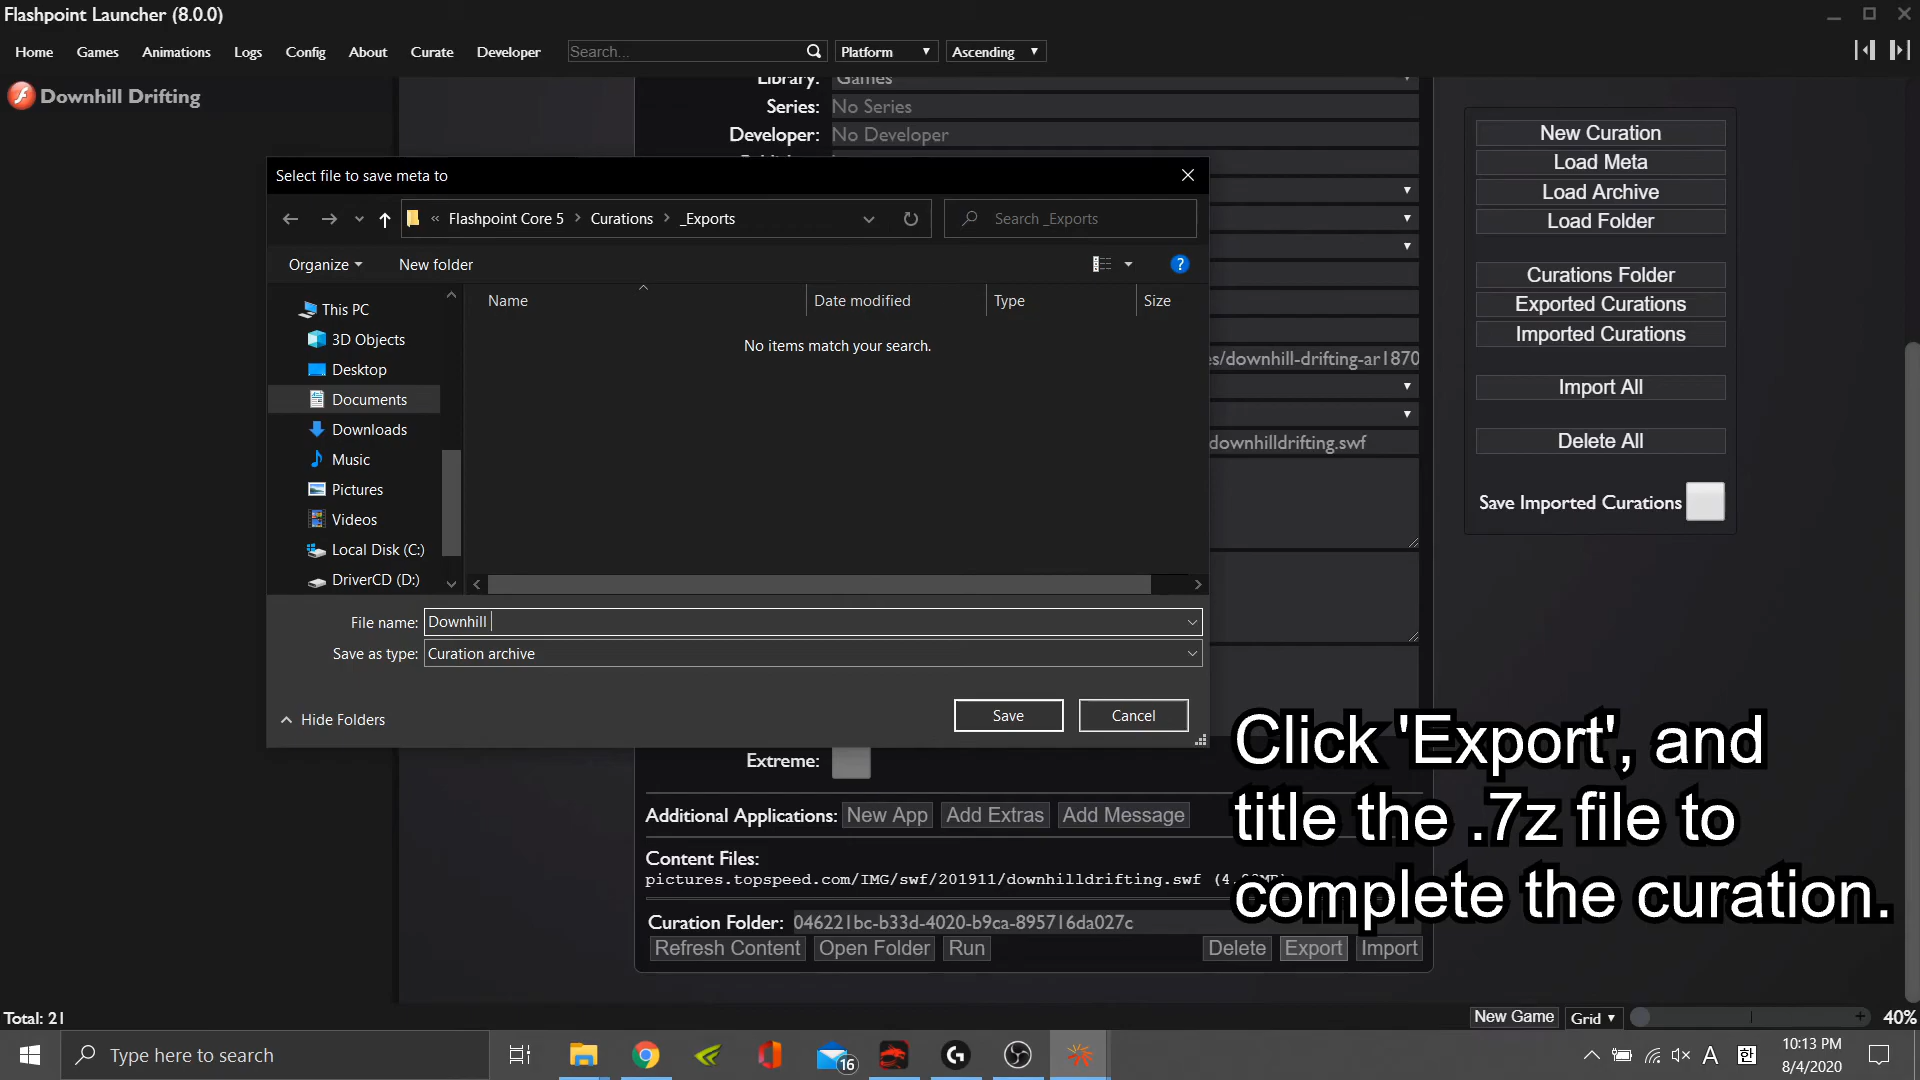 Flashpoint Launcher (8.0.0)
Home Games Animations Logs Config About Curate Developer Search... Platform Ascending
Downhill Drifting
Library: Games
Series: No Series
Developer: No Developer
New Curation
Load Meta
Load Archive
Load Folder
Curations Folder
Exported Curations
Imported Curations
Import All
Delete All
Save Imported Curations
Select file to save meta to
« Flashpoint Core 5 > Curations > _Exports
Search _Exports
Organize New folder
Name Date modified Type Size
No items match your search.
This PC
3D Objects
Desktop
Documents
Downloads
Music
Pictures
Videos
Local Disk (C:)
DriverCD (D:)
File name: Downhill
Save as type: Curation archive
Hide Folders
Save Cancel
es/downhill-drifting-ar1870
downhilldrifting.swf
Extreme:
Additional Applications: New App Add Extras Add Message
Content Files:
pictures.topspeed.com/IMG/swf/201911/downhilldrifting.swf
Curation Folder: 046221bc-b33d-4020-b9ca-895716da027c
Refresh Content Open Folder Run Delete Export Import
Click 'Export', and
title the .7z file to
complete the curation.
Total: 21
New Game Grid 40%
Type here to search
16
A 한
10:13 PM
8/4/2020